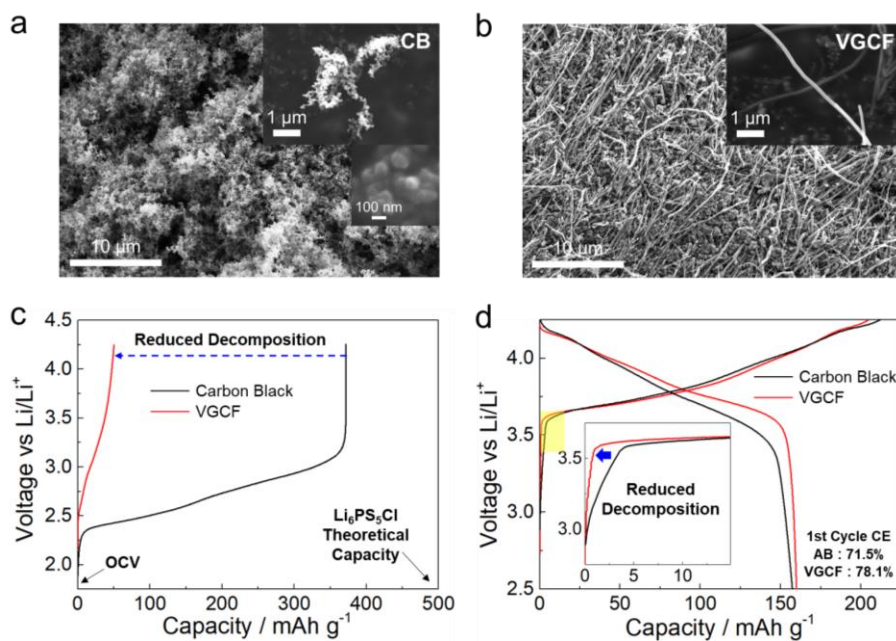 a
CB
1 µm
100 nm
10 µm
b
VGCF
1 µm
10 µm
c
4.5
4.0
3.5
3.0
2.5
2.0
Voltage vs Li/Li⁺
Reduced Decomposition
Carbon Black
VGCF
Li₆PS₅Cl
Theoretical
Capacity
OCV
0 100 200 300 400 500
Capacity / mAh g⁻¹
d
4.0
3.5
3.0
2.5
Voltage vs Li/Li⁺
Carbon Black
VGCF
3.5
3.0
Reduced
Decomposition
0 5 10
1st Cycle CE
AB : 71.5%
VGCF : 78.1%
0 50 100 150 200
Capacity / mAh g⁻¹